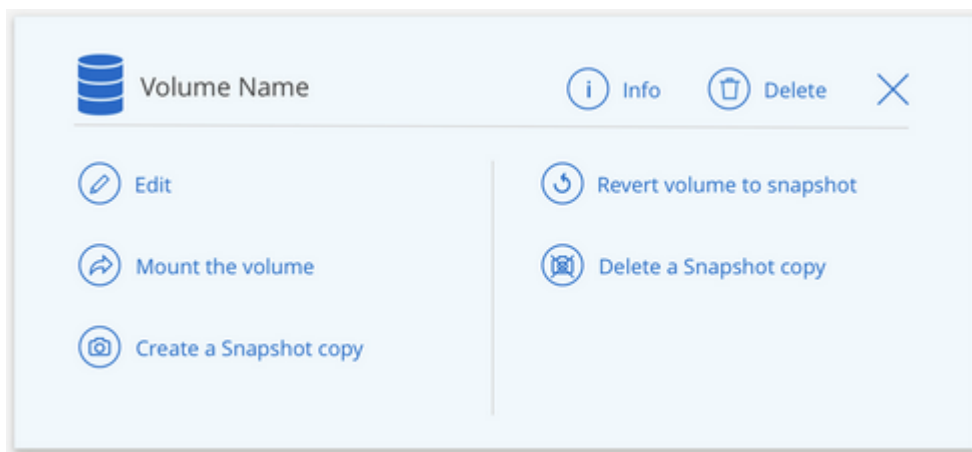 Volume Name
Info
Delete
Edit
Mount the volume
Create a Snapshot copy
Revert volume to snapshot
Delete a Snapshot copy